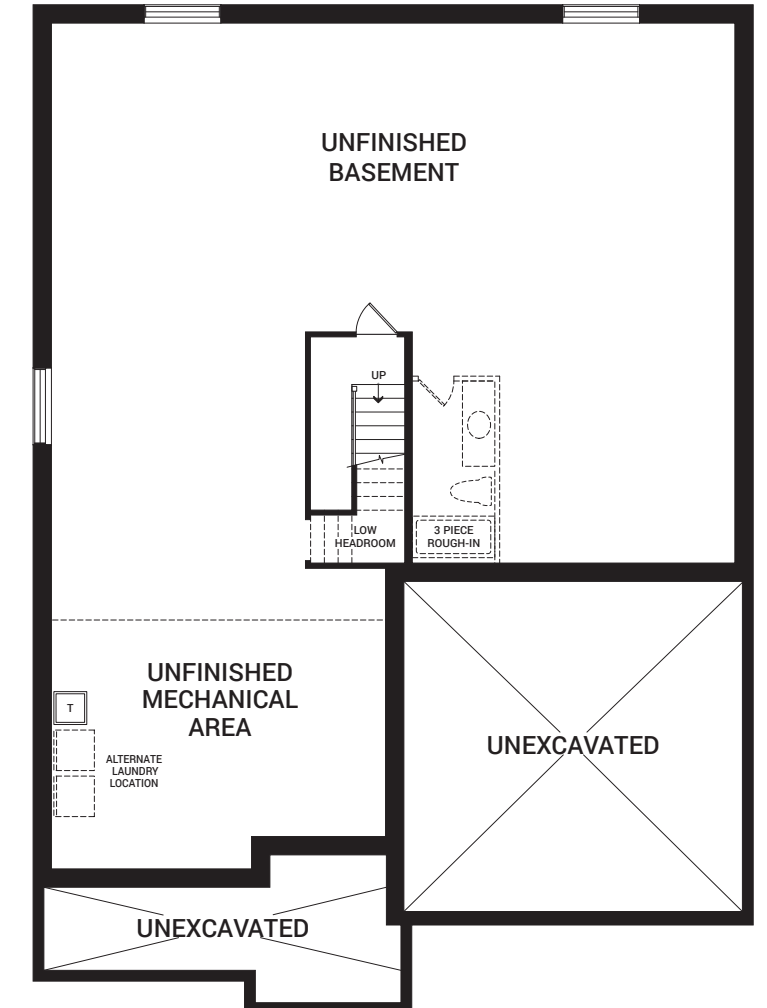 UNFINISHED
BASEMENT
UP
LOW
HEADROOM
3 PIECE
ROUGH-IN
UNFINISHED
MECHANICAL
AREA
T
ALTERNATE
LAUNDRY
LOCATION
UNEXCAVATED
UNEXCAVATED